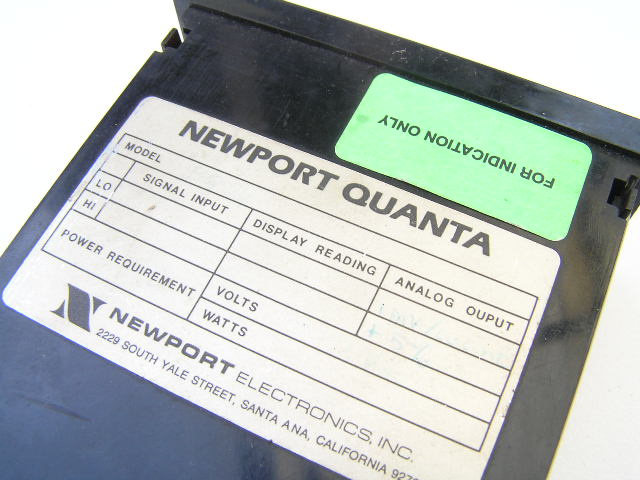 FOR INDICATION ONLY
NEWPORT QUANTA
MODEL
SIGNAL INPUT DISPLAY READING ANALOG OUPUT
LO
HI
POWER REQUIREMENT VOLTS
WATTS
NEWPORT ELECTRONICS, INC.
2229 SOUTH YALE STREET, SANTA ANA, CALIFORNIA